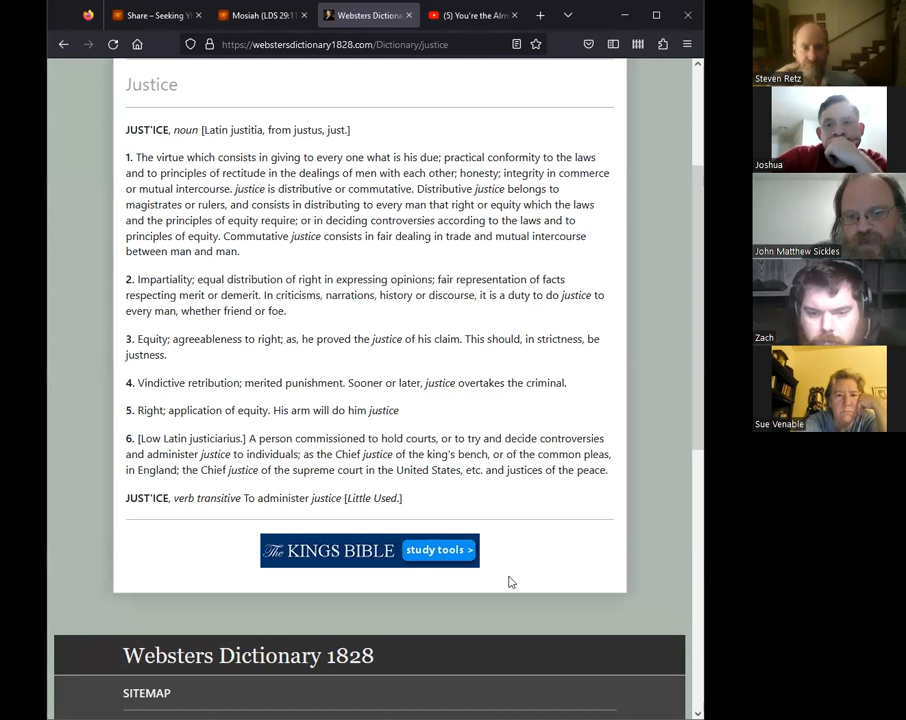 Share – Seeking Y
Mosiah (LDS 29:1
Websters Dictiona
(5) You're the Alm
https://webstersdictionary1828.com/Dictionary/justice
Justice
JUST'ICE, noun [Latin justitia, from justus, just.]
1. The virtue which consists in giving to every one what is his due; practical conformity to the laws
and to principles of rectitude in the dealings of men with each other; honesty; integrity in commerce
or mutual intercourse. justice is distributive or commutative. Distributive justice belongs to
magistrates or rulers, and consists in distributing to every man that right or equity which the laws
and the principles of equity require; or in deciding controversies according to the laws and to
principles of equity. Commutative justice consists in fair dealing in trade and mutual intercourse
between man and man.
2. Impartiality; equal distribution of right in expressing opinions; fair representation of facts
respecting merit or demerit. In criticisms, narrations, history or discourse, it is a duty to do justice to
every man, whether friend or foe.
3. Equity; agreeableness to right; as, he proved the justice of his claim. This should, in strictness, be
justness.
4. Vindictive retribution; merited punishment. Sooner or later, justice overtakes the criminal.
5. Right; application of equity. His arm will do him justice
6. [Low Latin justiciarius.] A person commissioned to hold courts, or to try and decide controversies
and administer justice to individuals; as the Chief justice of the king's bench, or of the common pleas,
in England; the Chief justice of the supreme court in the United States, etc. and justices of the peace.
JUST'ICE, verb transitive To administer justice [Little Used.]
The KINGS BIBLE study tools >
Websters Dictionary 1828
SITEMAP
Steven Retz
Joshua
John Matthew Sickles
Zach
Sue Venable